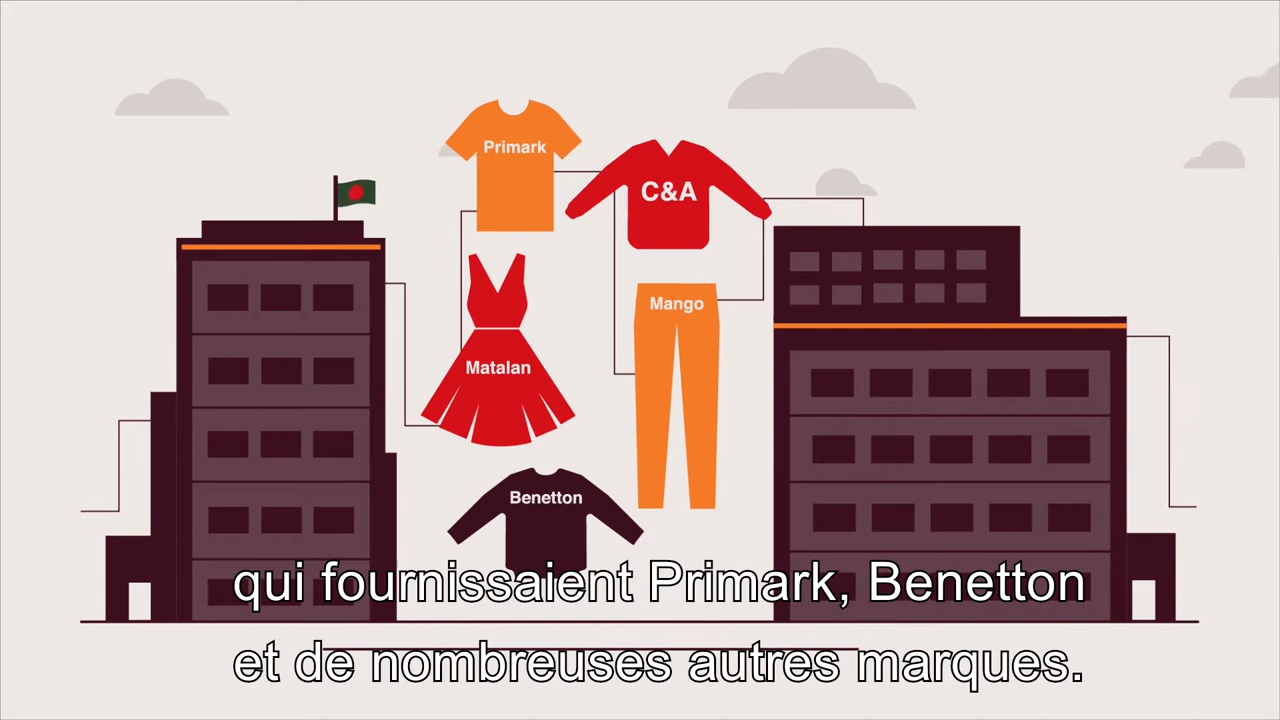 Primark
C&A
Mango
Matalan
Benetton
qui fournissaient Primark, Benetton
et de nombreuses autres marques.